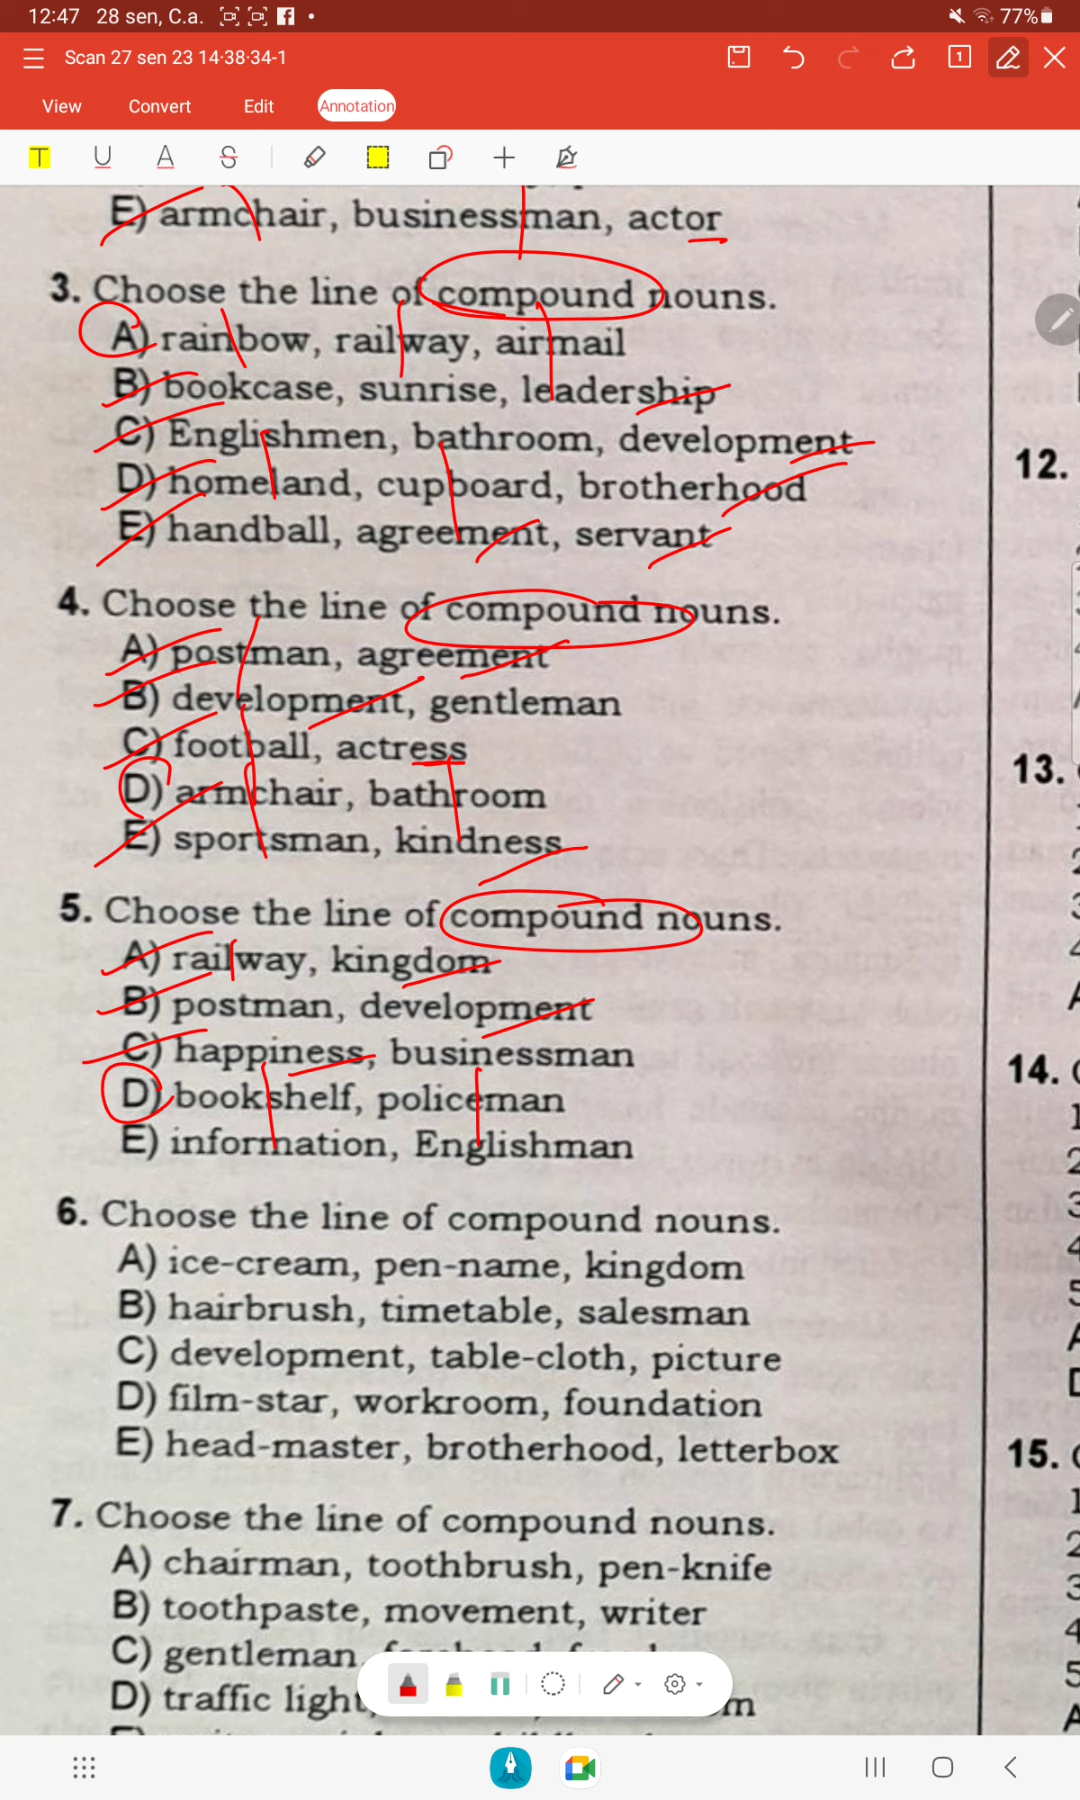 12:47 28 sen, C.a.
77%
Scan 27 sen 23 14-38-34-1
View Convert Edit Annotation
E) armchair, businessman, actor
3. Choose the line of compound nouns.
A) rainbow, railway, airmail
B) bookcase, sunrise, leadership
C) Englishmen, bathroom, development
D) homeland, cupboard, brotherhood
E) handball, agreement, servant
4. Choose the line of compound nouns.
A) postman, agreement
B) development, gentleman
C) football, actress
D) armchair, bathroom
E) sportsman, kindness
5. Choose the line of compound nouns.
A) railway, kingdom
B) postman, development
C) happiness, businessman
D) bookshelf, policeman
E) information, Englishman
6. Choose the line of compound nouns.
A) ice-cream, pen-name, kingdom
B) hairbrush, timetable, salesman
C) development, table-cloth, picture
D) film-star, workroom, foundation
E) head-master, brotherhood, letterbox
7. Choose the line of compound nouns.
A) chairman, toothbrush, pen-knife
B) toothpaste, movement, writer
C) gentleman,
D) traffic light,
12.
13.
14.
15.